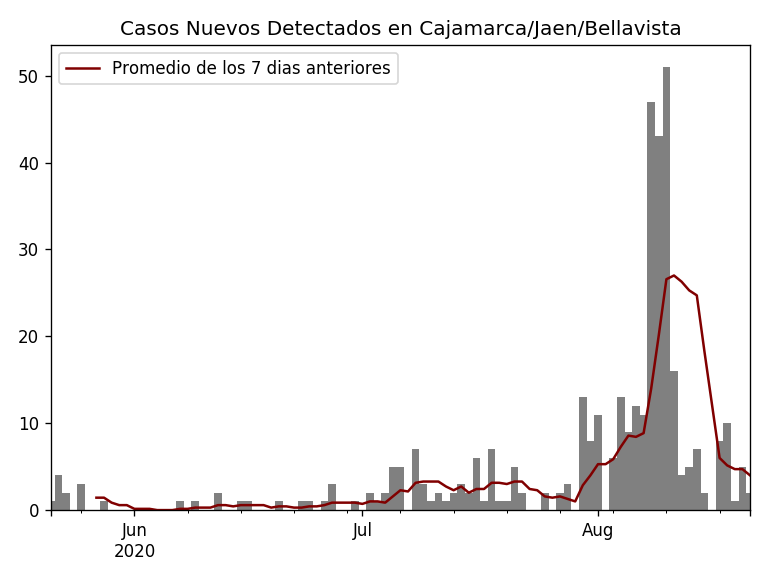 Casos Nuevos Detectados en Cajamarca/Jaen/Bellavista
Promedio de los 7 dias anteriores
50
40
30
20
10
0
Jun
2020
Jul
Aug